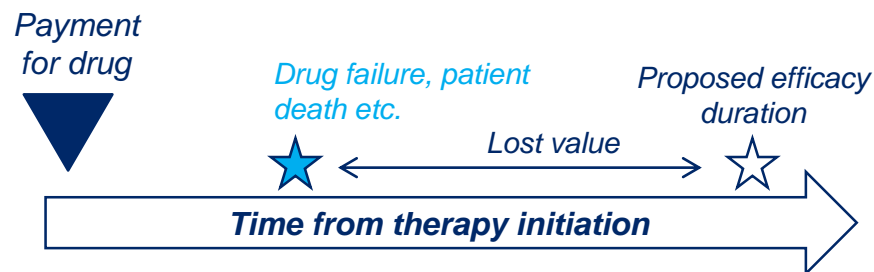 Payment
for drug
Drug failure, patient
death etc.
Proposed efficacy
duration
Lost value
Time from therapy initiation